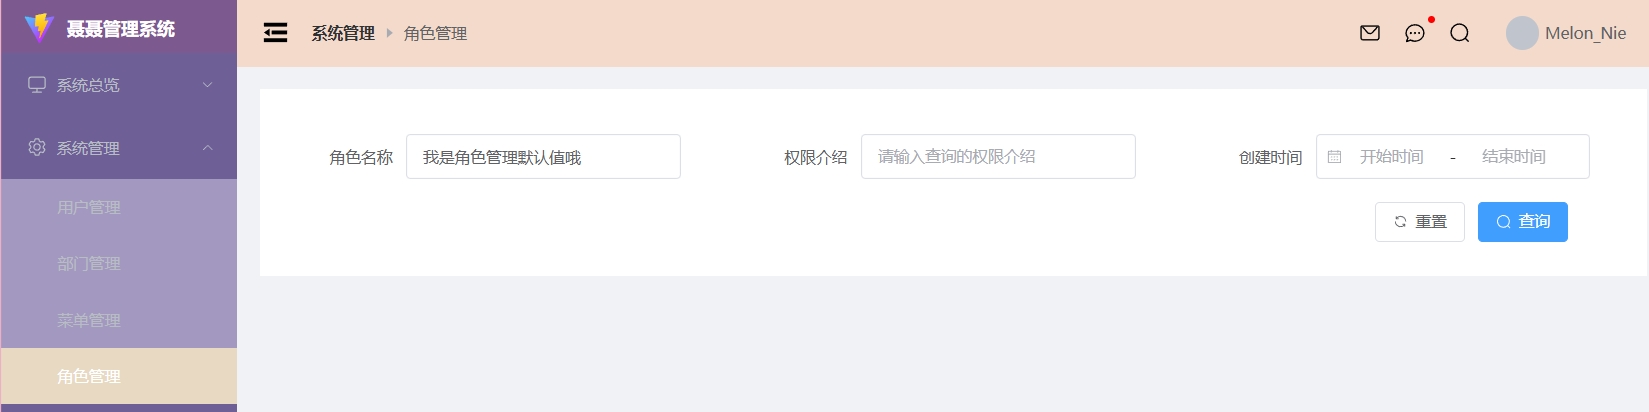 聂聂管理系统
系统总览
系统管理
用户管理
部门管理
菜单管理
角色管理
系统管理 角色管理
Melon_Nie
角色名称 我是角色管理默认值哦 权限介绍 请输入查询的权限介绍 创建时间 开始时间 - 结束时间
重置 查询